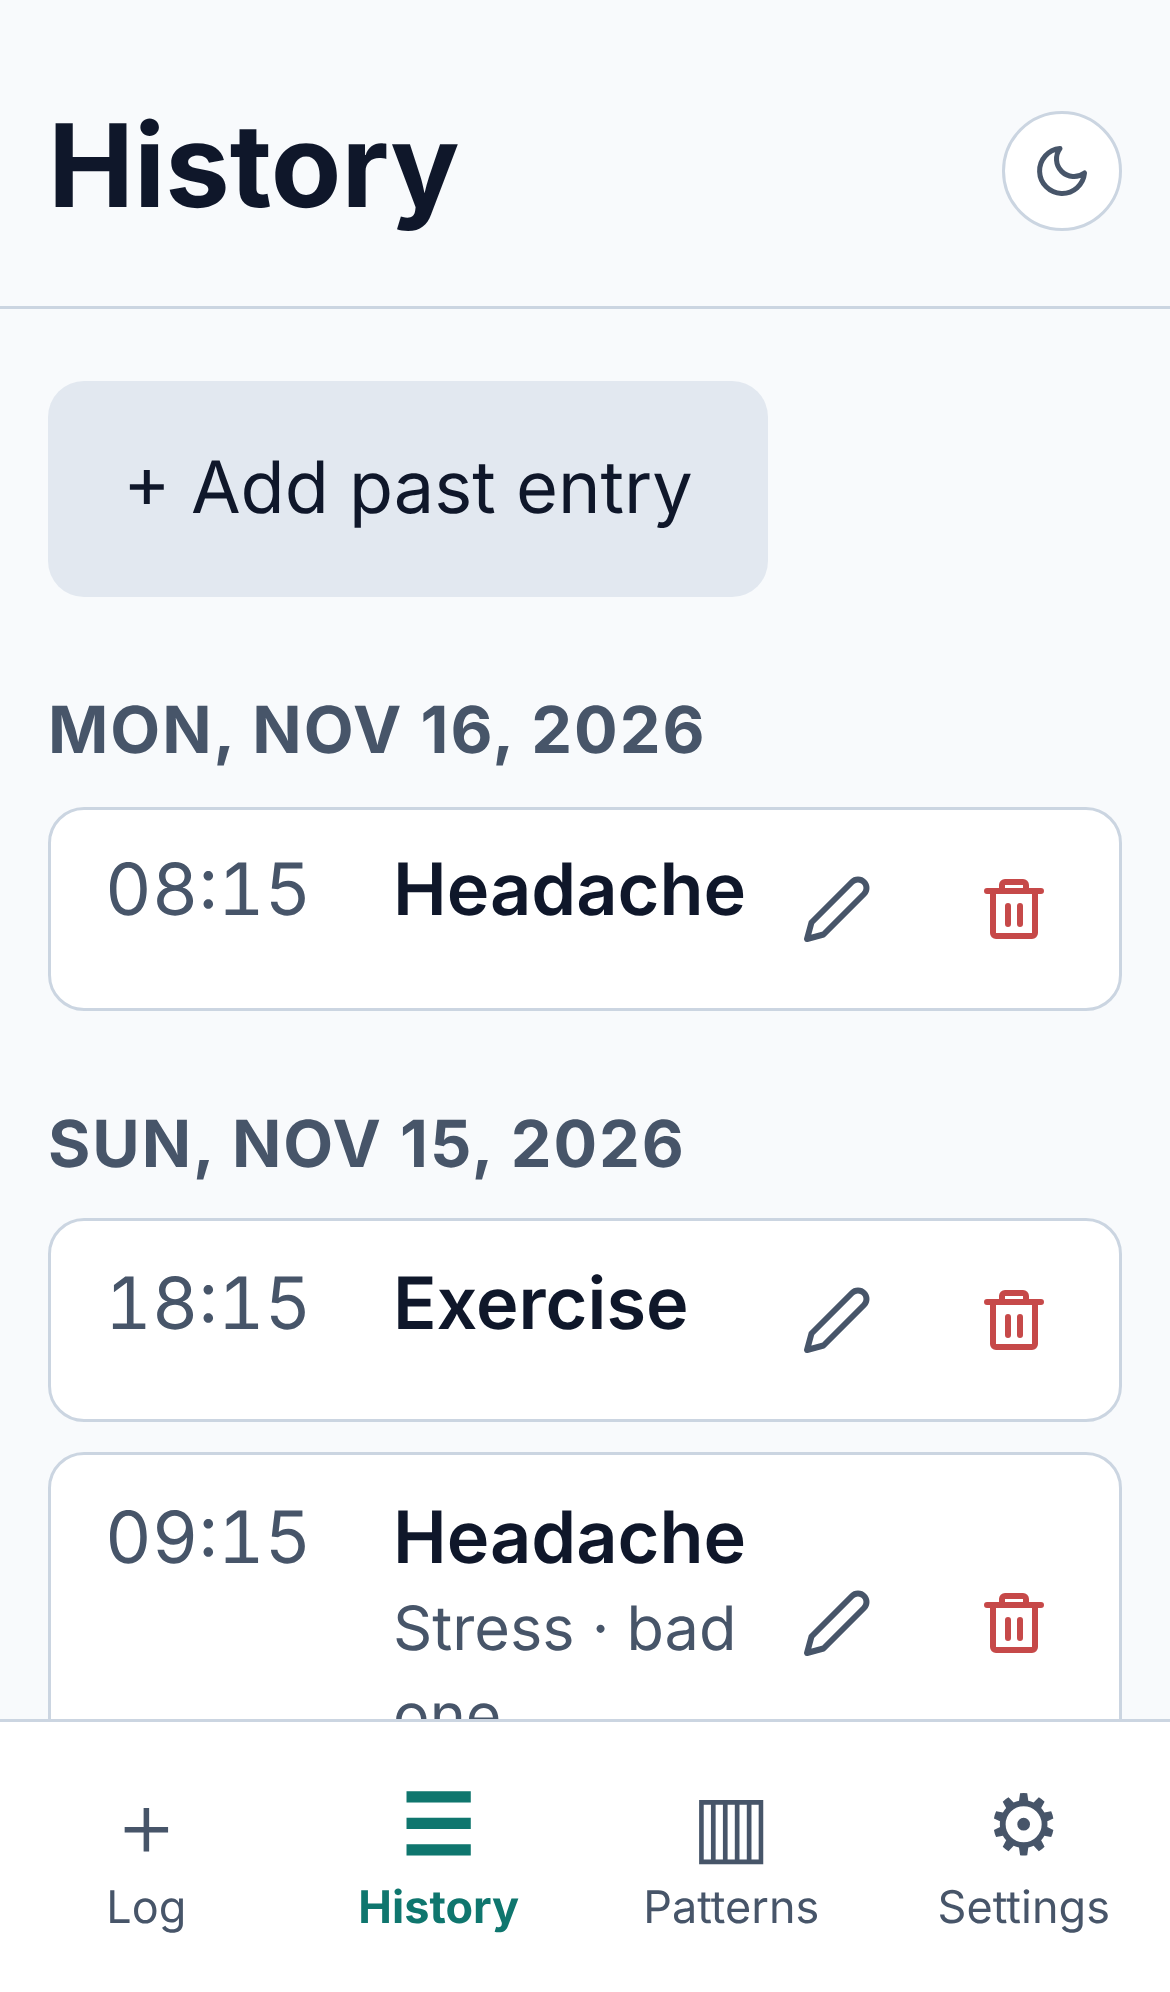 History
+ Add past entry
MON, NOV 16, 2026
08:15 Headache
SUN, NOV 15, 2026
18:15 Exercise
09:15 Headache
Stress · bad
one
Log History Patterns Settings